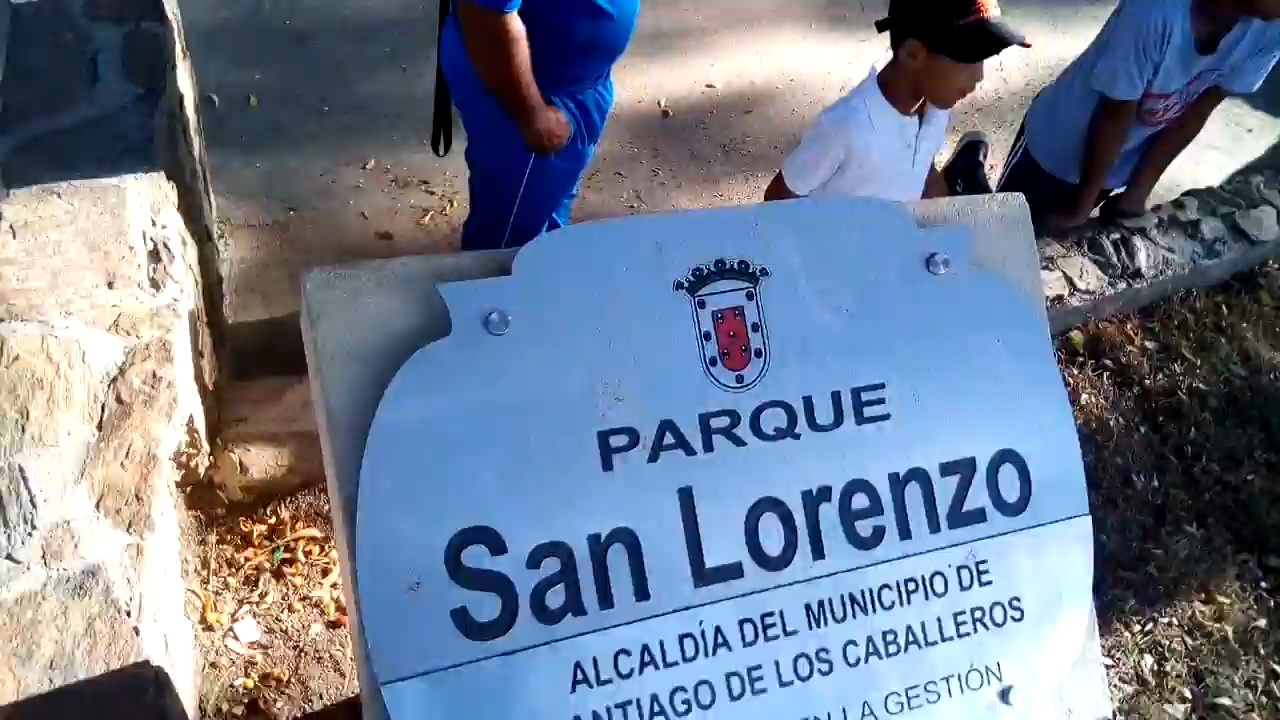 PARQUE
San Lorenzo
ALCALDÍA DEL MUNICIPIO DE
ANTIAGO DE LOS CABALLEROS
LA GESTIÓN